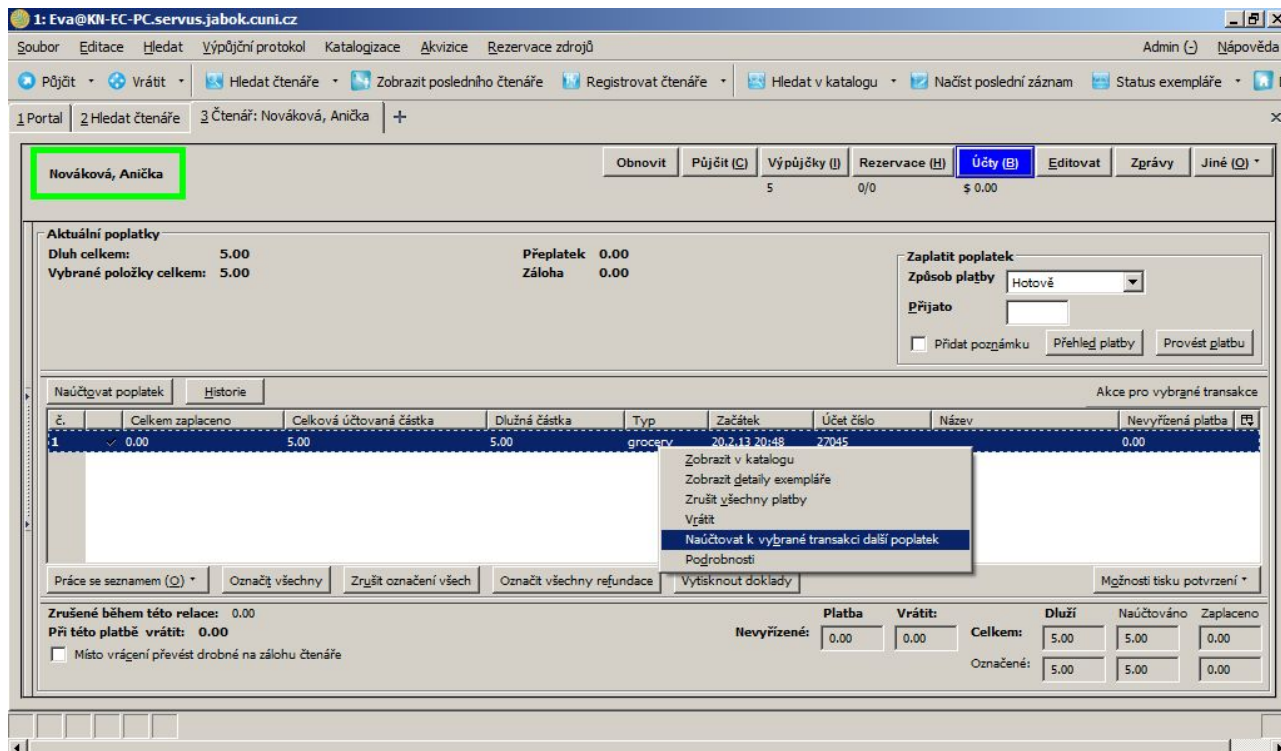 1: Eva@KN-EC-PC.servus.jabok.cuni.cz
Soubor Editace Hledat Výpůjční protokol Katalogizace Akvizice Rezervace zdrojů Admin (-) Nápověda
Půjčit Vrátit Hledat čtenáře Zobrazit posledního čtenáře Registrovat čtenáře Hledat v katalogu Načíst poslední záznam Status exempláře
1 Portal 2 Hledat čtenáře 3 Čtenář: Nováková, Anička
Nováková, Anička
Obnovit Půjčit (C) Výpůjčky (I) Rezervace (H) Účty (B) Editovat Zprávy Jiné (O)
5 0/0 $ 0.00
Aktuální poplatky
Dluh celkem: 5.00 Přeplatek 0.00
Vybrané položky celkem: 5.00 Záloha 0.00
Zaplatit poplatek
Způsob platby Hotově
Přijato
Přidat poznámku Přehled platby Provést platbu
Naúčtovat poplatek Historie Akce pro vybrané transakce
č. Celkem zaplaceno Celková účtovaná částka Dlužná částka Typ Začátek Účet číslo Název Nevyřízená platba
1 0.00 5.00 5.00 grocery 20.2.13 20:48 27045 0.00
Zobrazit v katalogu
Zobrazit detaily exempláře
Zrušit všechny platby
Vrátit
Naúčtovat k vybrané transakci další poplatek
Podrobnosti
Práce se seznamem (O) Označit všechny Zrušit označení všech Označit všechny refundace Vytisknout doklady Možnosti tisku potvrzení
Zrušené během této relace: 0.00 Platba Vrátit: Dluží Naúčtováno Zaplaceno
Při této platbě vrátit: 0.00 Nevyřízené: 0.00 0.00 Celkem: 5.00 5.00 0.00
Místo vrácení převést drobné na zálohu čtenáře Označené: 5.00 5.00 0.00